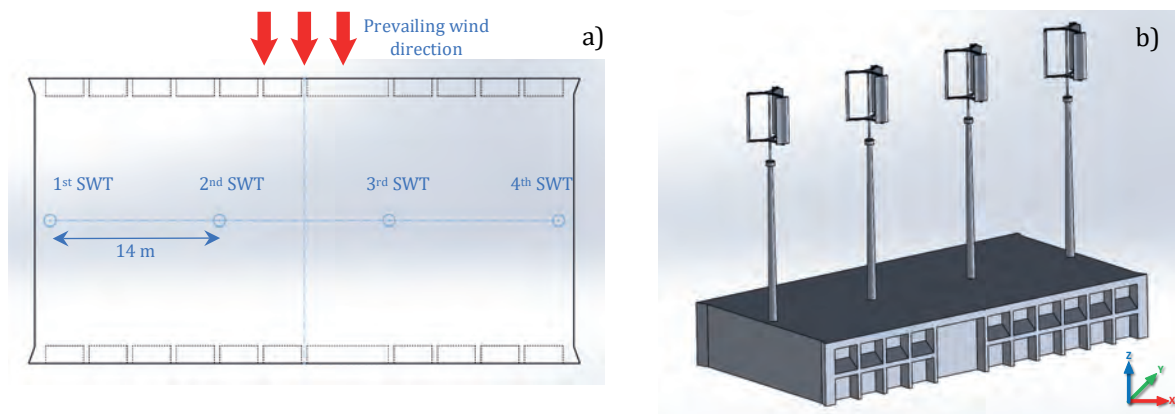 Prevailing wind
direction
a)
1st SWT
2nd SWT
3rd SWT
4th SWT
14 m
b)
Z
Y
X